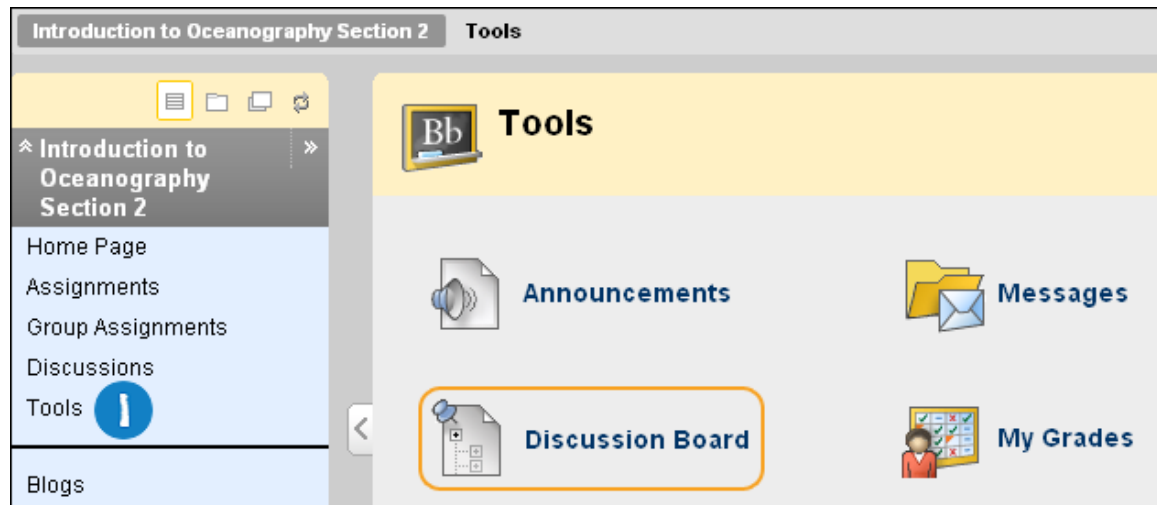 Introduction to Oceanography Section 2 Tools
Introduction to
Oceanography
Section 2
Home Page
Assignments
Group Assignments
Discussions
Tools 1
Blogs
Bb Tools
Announcements Messages
Discussion Board My Grades